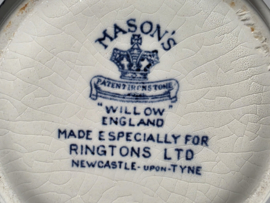 MASON'S
PATENT IRONSTONE
"WILLOW"
ENGLAND
MADE ESPECIALLY FOR
RINGTONS LTD
NEWCASTLE-UPON-TYNE